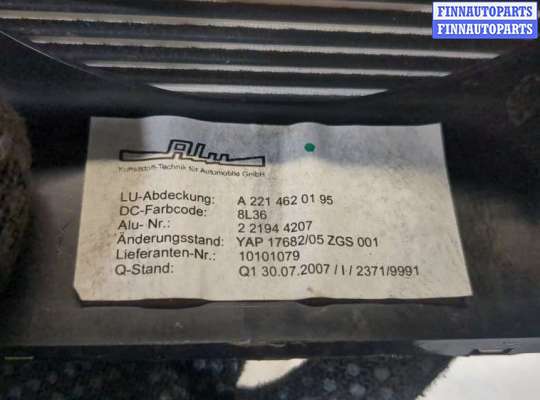 FINNAUTOPARTS
FINNAUTOPARTS
Alu
Kunststoff-Technik für Automobile GmbH
LU-Abdeckung: A 221 462 01 95
DC-Farbcode: 8L36
Alu- Nr.: 2 2194 4207
Änderungsstand: YAP 17682/05 ZGS 001
Lieferanten-Nr.: 10101079
Q-Stand: Q1 30.07.2007 / I / 2371/9991